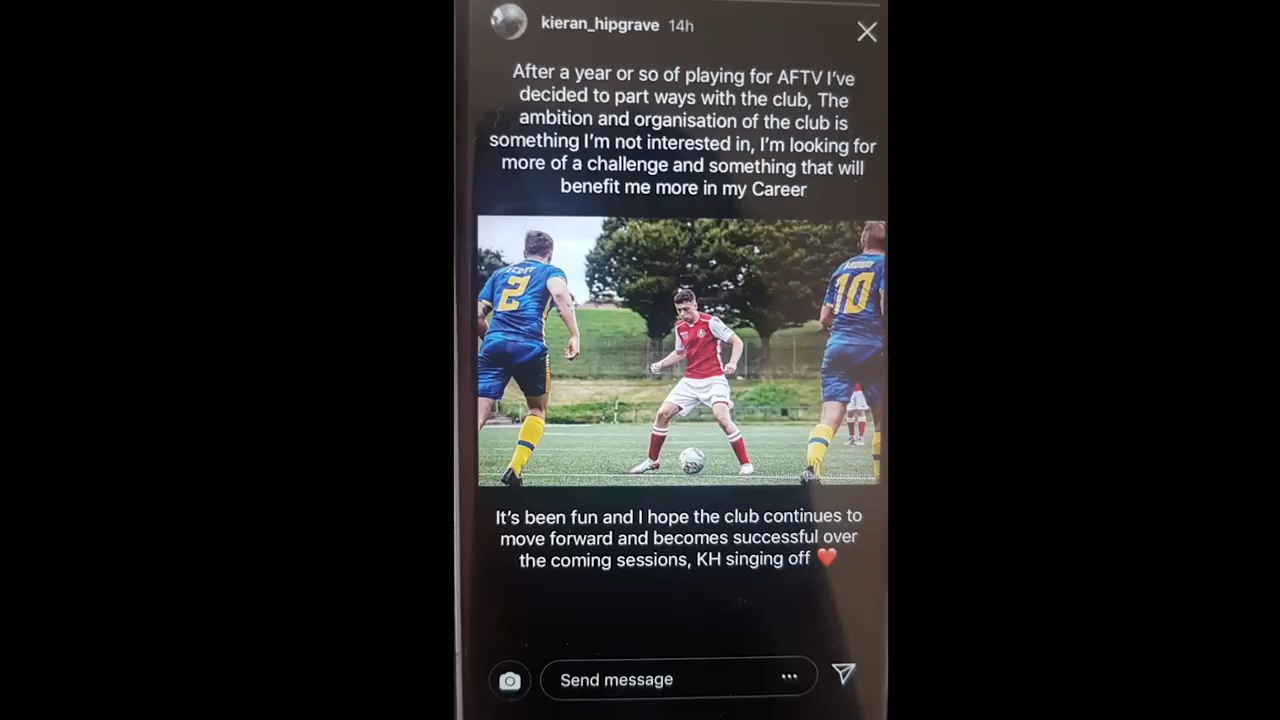 kieran_hipgrave 14h
After a year or so of playing for AFTV I've
decided to part ways with the club, The
ambition and organisation of the club is
something I'm not interested in, I'm looking for
more of a challenge and something that will
benefit me more in my Career
SCOTT
2
BROWN
10
It's been fun and I hope the club continues to
move forward and becomes successful over
the coming sessions, KH singing off ❤️
Send message